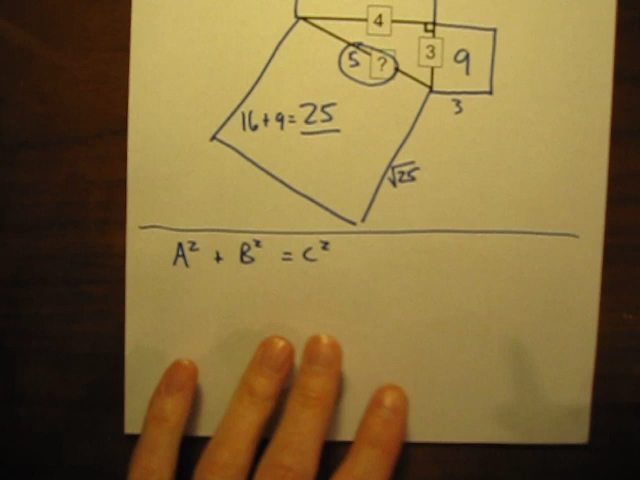 4
5 ? 3 9
3
16+9=25
√25
A² + B² = C²